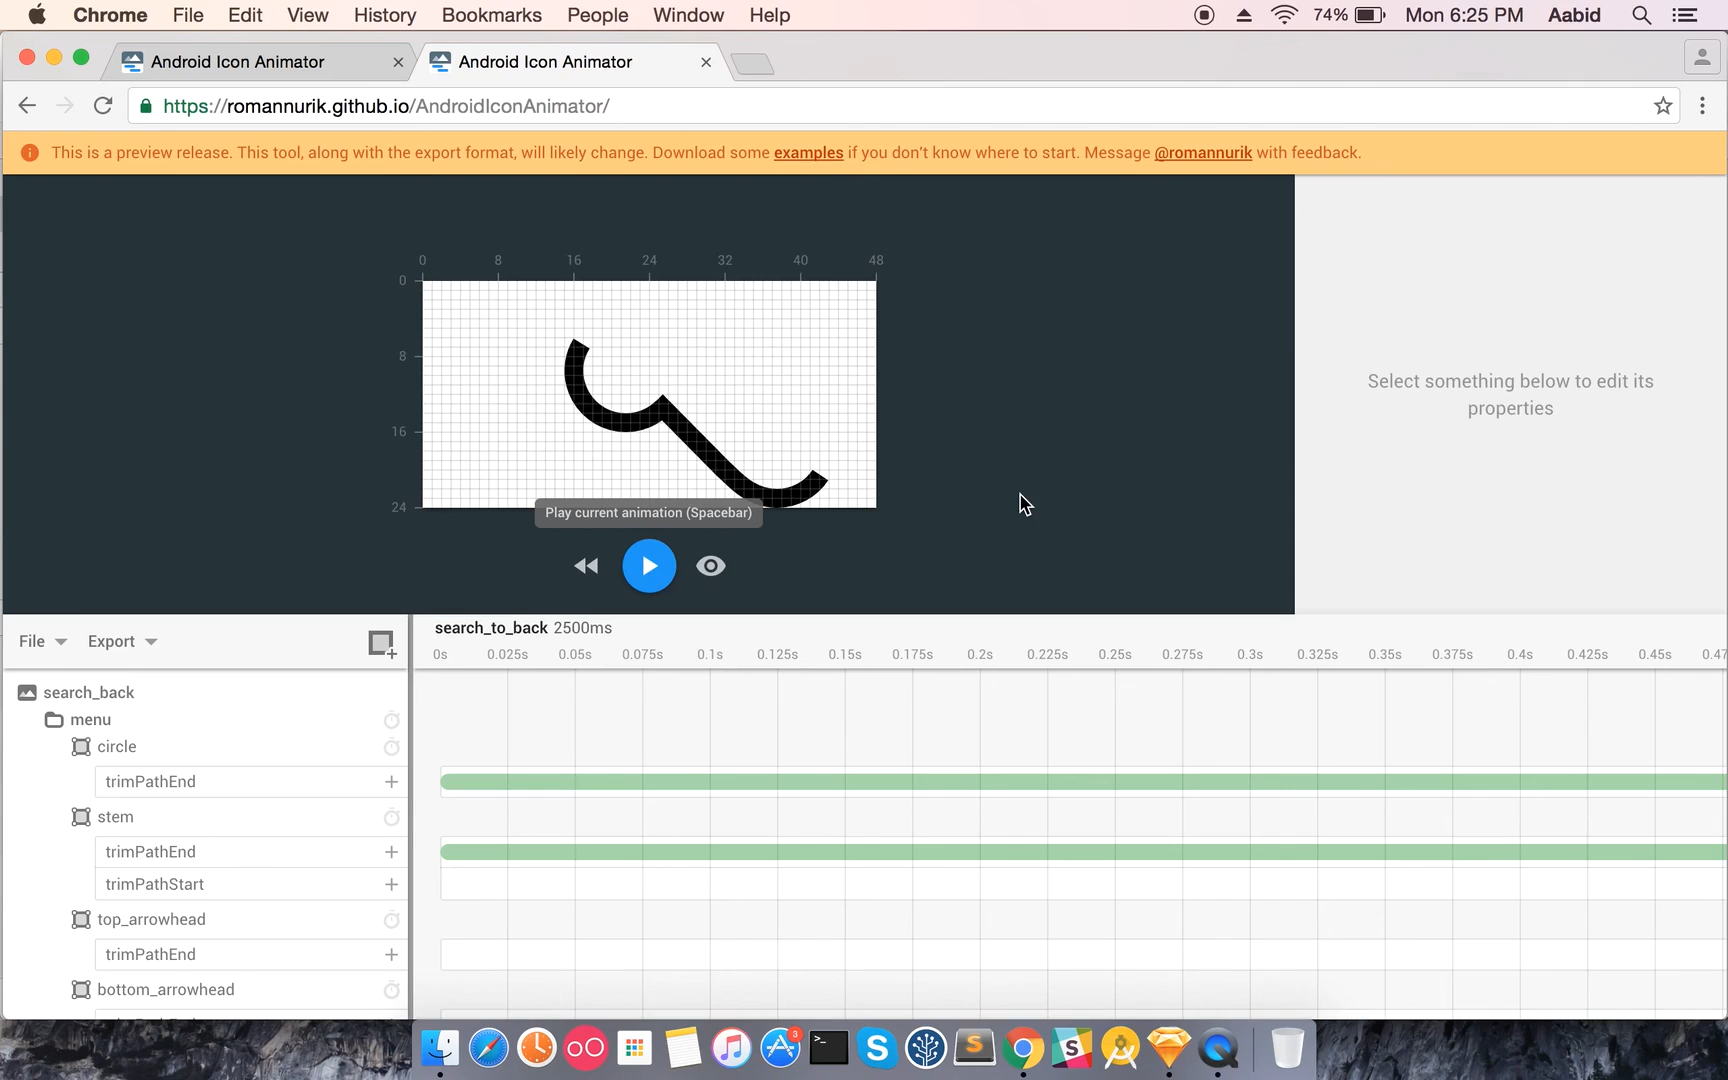 Chrome File Edit View History Bookmarks People Window Help 74% Mon 6:25 PM Aabid
Android Icon Animator Android Icon Animator
https://romannurik.github.io/AndroidIconAnimator/
This is a preview release. This tool, along with the export format, will likely change. Download some examples if you don't know where to start. Message @romannurik with feedback.
0 8 16 24 32 40 48
0
8
16
24
Select something below to edit its
properties
Play current animation (Spacebar)
File Export
search_to_back 2500ms
0s 0.025s 0.05s 0.075s 0.1s 0.125s 0.15s 0.175s 0.2s 0.225s 0.25s 0.275s 0.3s 0.325s 0.35s 0.375s 0.4s 0.425s 0.45s 0.47
search_back
menu
circle
trimPathEnd
stem
trimPathEnd
trimPathStart
top_arrowhead
trimPathEnd
bottom_arrowhead
3